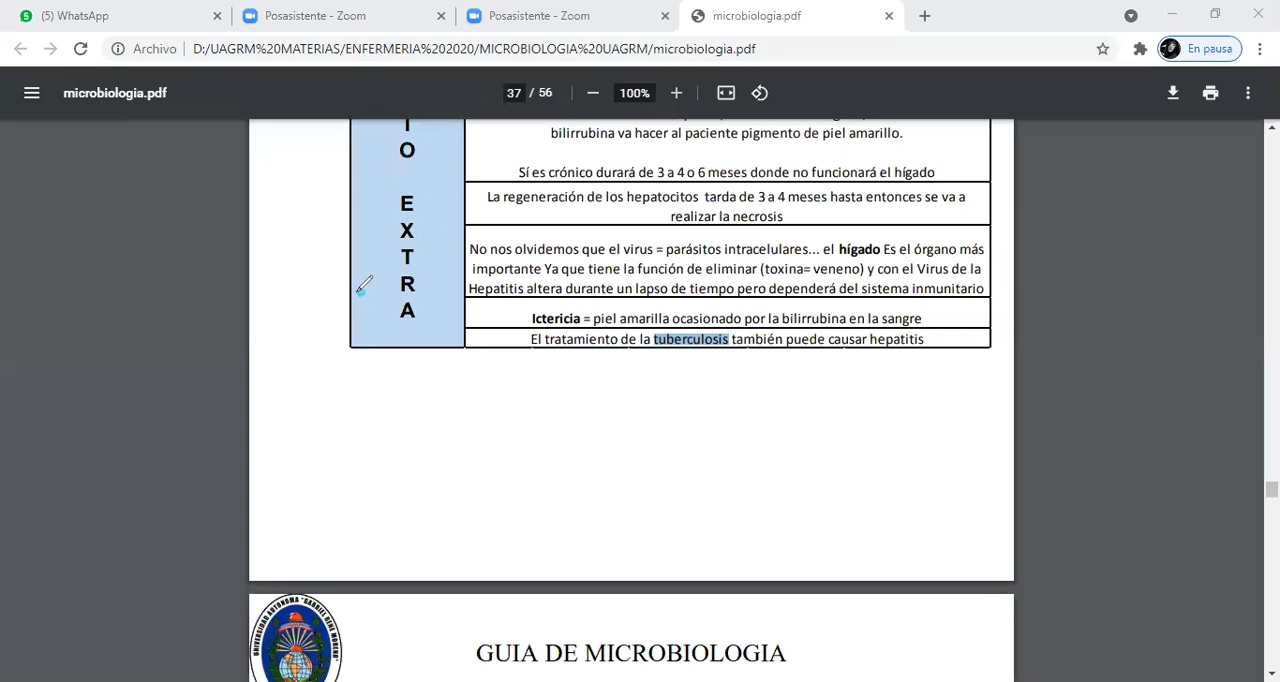 (5) WhatsApp
Posasistente - Zoom
Posasistente - Zoom
microbiologia.pdf
Archivo
D:/UAGRM%20MATERIAS/ENFERMERIA%202020/MICROBIOLOGIA%20UAGRM/microbiologia.pdf
En pausa
microbiologia.pdf
37 / 56
100%
bilirrubina va hacer al paciente pigmento de piel amarillo.
Sí es crónico durará de 3 a 4 o 6 meses donde no funcionará el hígado
La regeneración de los hepatocitos tarda de 3 a 4 meses hasta entonces se va a
realizar la necrosis
No nos olvidemos que el virus = parásitos intracelulares... el hígado Es el órgano más
importante Ya que tiene la función de eliminar (toxina= veneno) y con el Virus de la
Hepatitis altera durante un lapso de tiempo pero dependerá del sistema inmunitario
Ictericia = piel amarilla ocasionado por la bilirrubina en la sangre
El tratamiento de la tuberculosis también puede causar hepatitis
I
O
E
X
T
R
A
UNIVERSIDAD AUTONOMA "GABRIEL RENE MORENO"
GUIA DE MICROBIOLOGIA